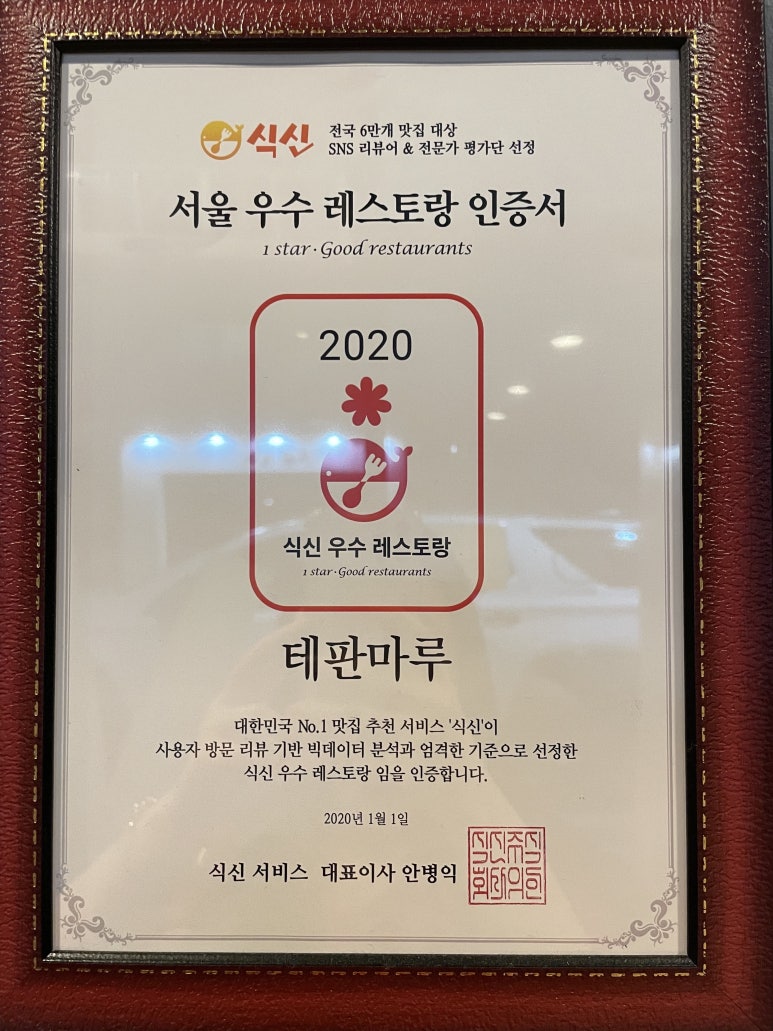 식신
전국 6만개 맛집 대상
SNS 리뷰어 & 전문가 평가단 선정
서울 우수 레스토랑 인증서
1 star·Good restaurants
2020
식신 우수 레스토랑
1 star·Good restaurants
테판마루
대한민국 No.1 맛집 추천 서비스 '식신'이
사용자 방문 리뷰 기반 빅데이터 분석과 엄격한 기준으로 선정한
식신 우수 레스토랑 임을 인증합니다.
2020년 1월 1일
식신 서비스 대표이사 안병익